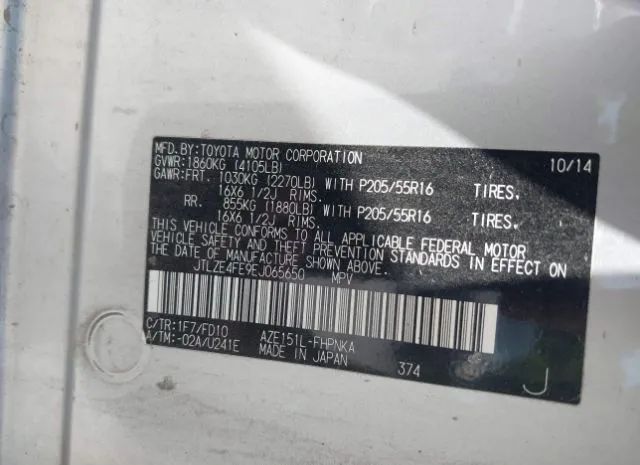 MFD.BY:TOYOTA MOTOR CORPORATION 10/14
GVWR:1860KG (4105LB)
GAWR:FRT. 1030KG (2270LB) WITH P205/55R16 TIRES,
16X6 1/2J RIMS.
RR. 855KG (1880LB) WITH P205/55R16 TIRES,
16X6 1/2J RIMS.
THIS VEHICLE CONFORMS TO ALL APPLICABLE FEDERAL MOTOR
VEHICLE SAFETY AND THEFT PREVENTION STANDARDS IN EFFECT ON
THE DATE OF MANUFACTURE SHOWN ABOVE.
JTLZE4FE9EJ065650 MPV
C/TR:1F7/FD10 AZE151L-FHPNKA
A/TM:-02A/U241E MADE IN JAPAN 374
J